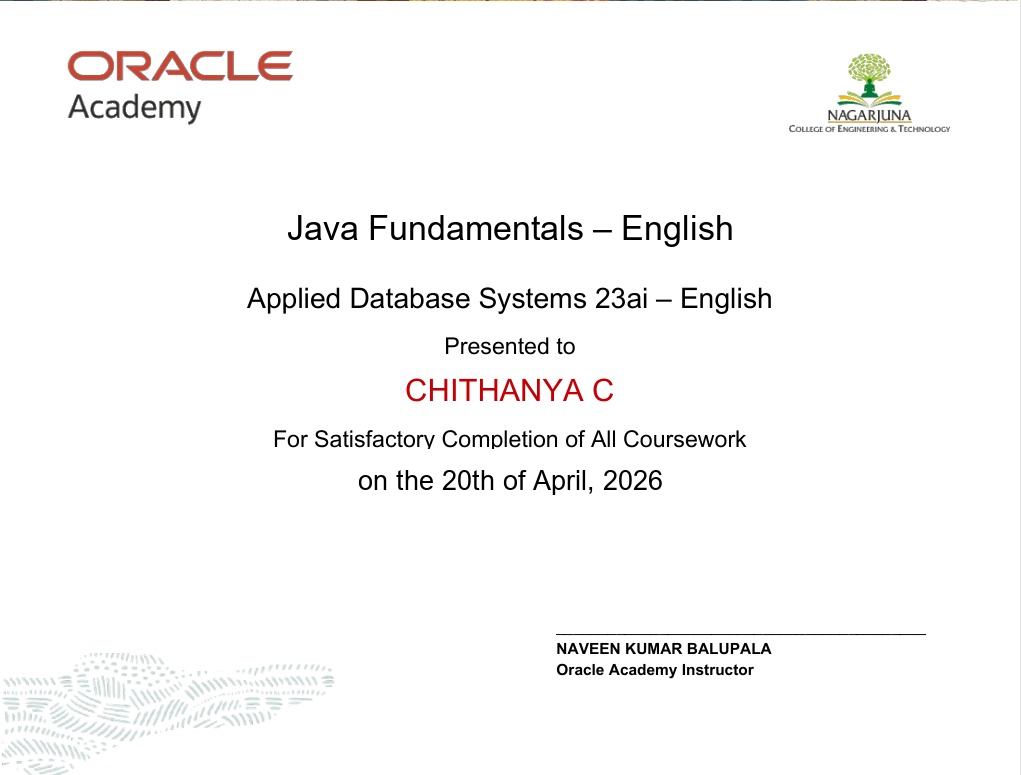 ORACLE
Academy
NAGARJUNA
COLLEGE OF ENGINEERING & TECHNOLOGY
Java Fundamentals – English
Applied Database Systems 23ai – English
Presented to
CHITHANYA C
For Satisfactory Completion of All Coursework
on the 20th of April, 2026
NAVEEN KUMAR BALUPALA
Oracle Academy Instructor